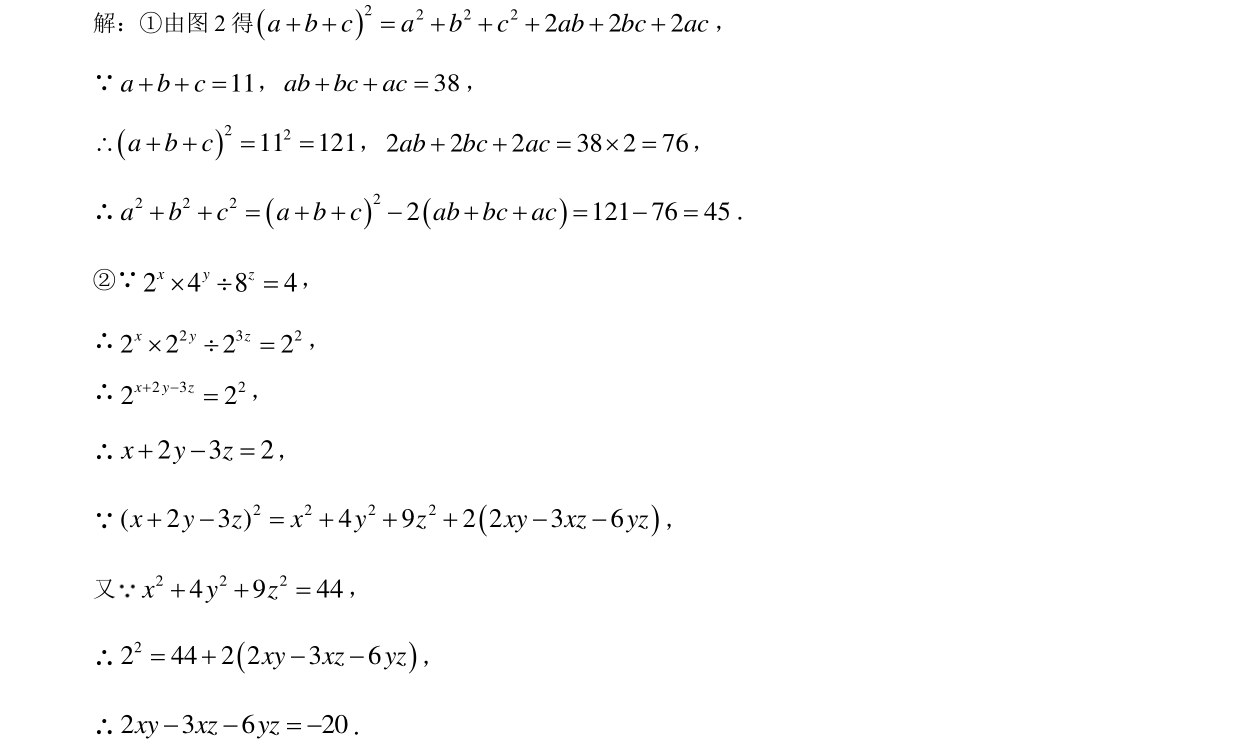 解：①由图2得(a+b+c)²=a²+b²+c²+2ab+2bc+2ac，
∵a+b+c=11，ab+bc+ac=38，
∴(a+b+c)²=11²=121，2ab+2bc+2ac=38×2=76，
∴a²+b²+c²=(a+b+c)²−2(ab+bc+ac)=121−76=45．
②∵2ˣ×4ʸ÷8ᶻ=4，
∴2ˣ×2²ʸ÷2³ᶻ=2²，
∴2ˣ⁺²ʸ⁻³ᶻ=2²，
∴x+2y−3z=2，
∵(x+2y−3z)²=x²+4y²+9z²+2(2xy−3xz−6yz)，
又∵x²+4y²+9z²=44，
∴2²=44+2(2xy−3xz−6yz)，
∴2xy−3xz−6yz=−20．